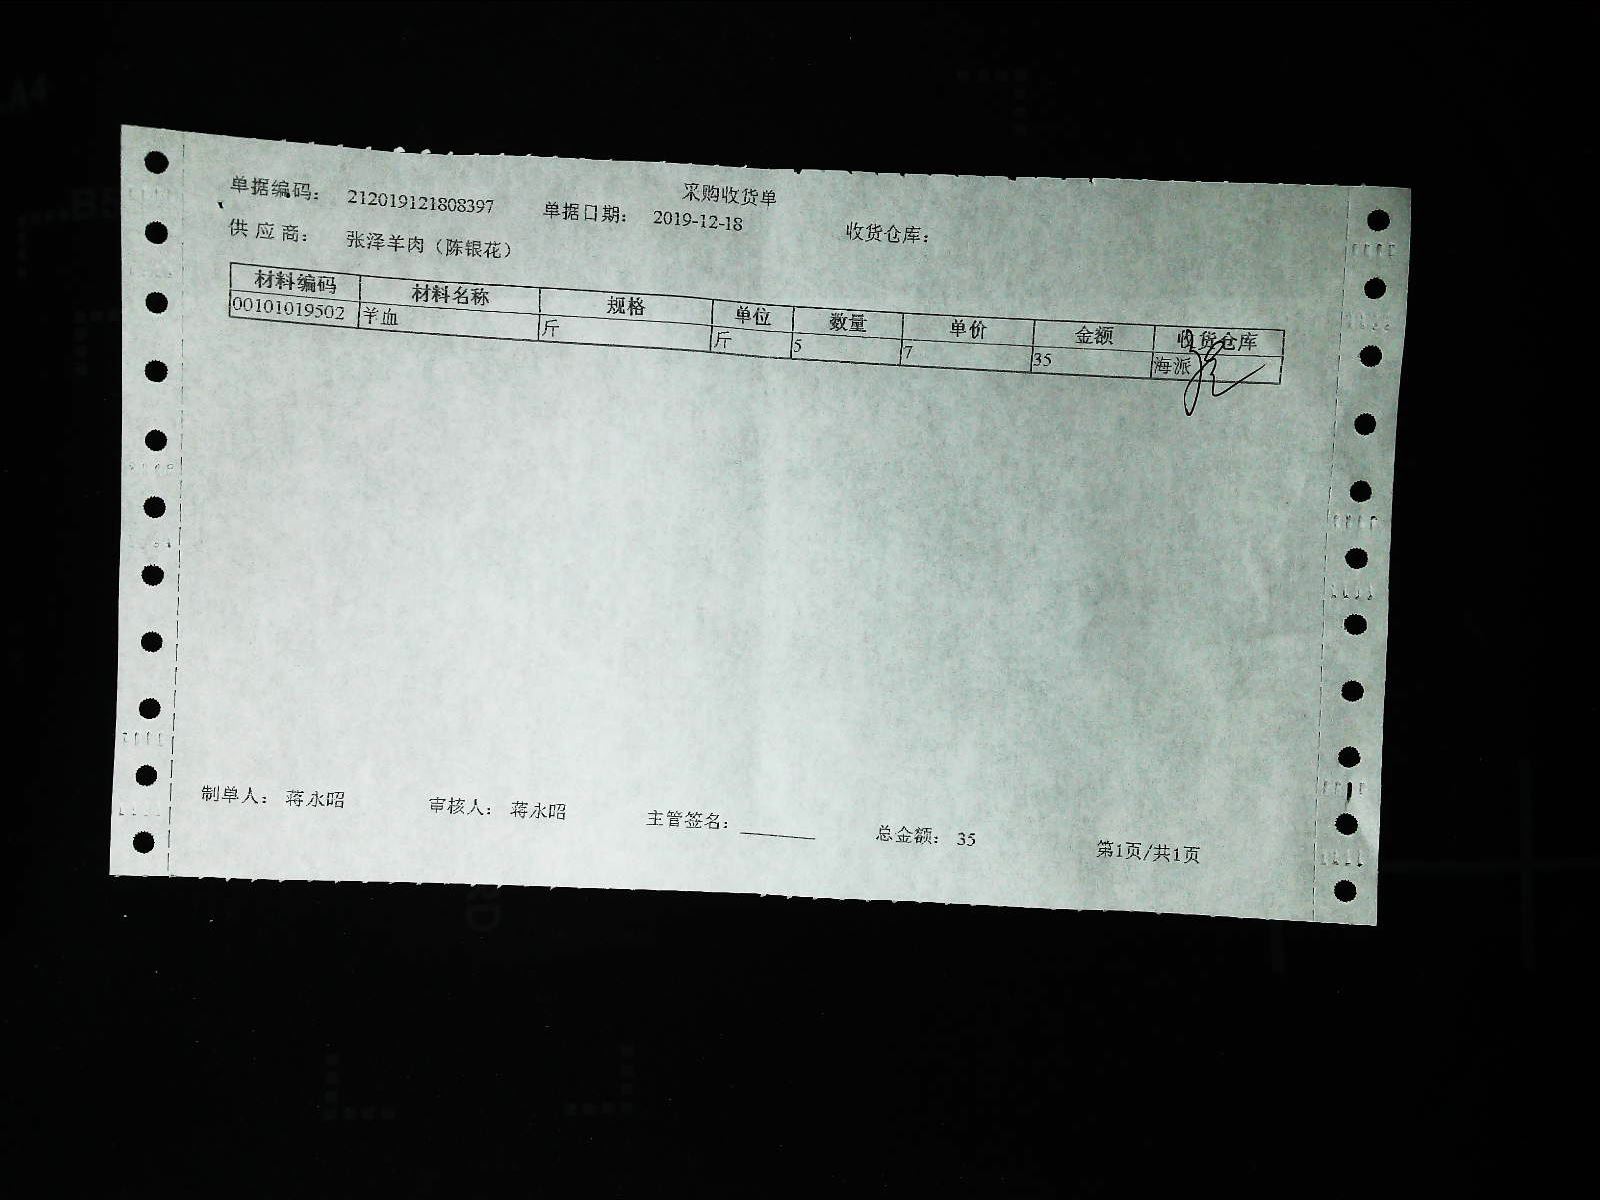 采购收货单
单据编码： 212019121808397 单据日期： 2019-12-18 收货仓库：
供 应 商： 张泽羊肉（陈银花）
材料编码 材料名称 规格 单位 数量 单价 金额 收货仓库
00101019502 羊血 斤 斤 5 7 35 海派
制单人： 蒋永昭 审核人： 蒋永昭 主管签名：________ 总金额： 35 第1页/共1页